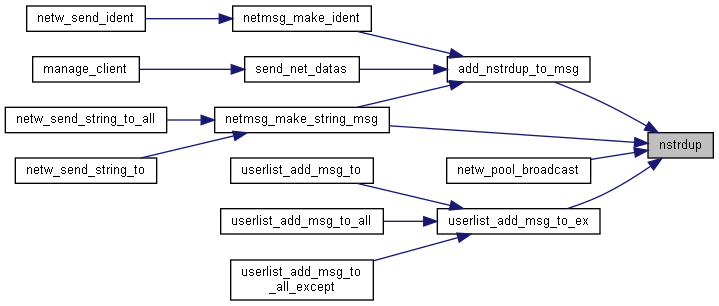 netw_send_ident
netmsg_make_ident
manage_client
send_net_datas
add_nstrdup_to_msg
netw_send_string_to_all
netmsg_make_string_msg
nstrdup
netw_send_string_to
userlist_add_msg_to
netw_pool_broadcast
userlist_add_msg_to_all
userlist_add_msg_to_ex
userlist_add_msg_to
_all_except